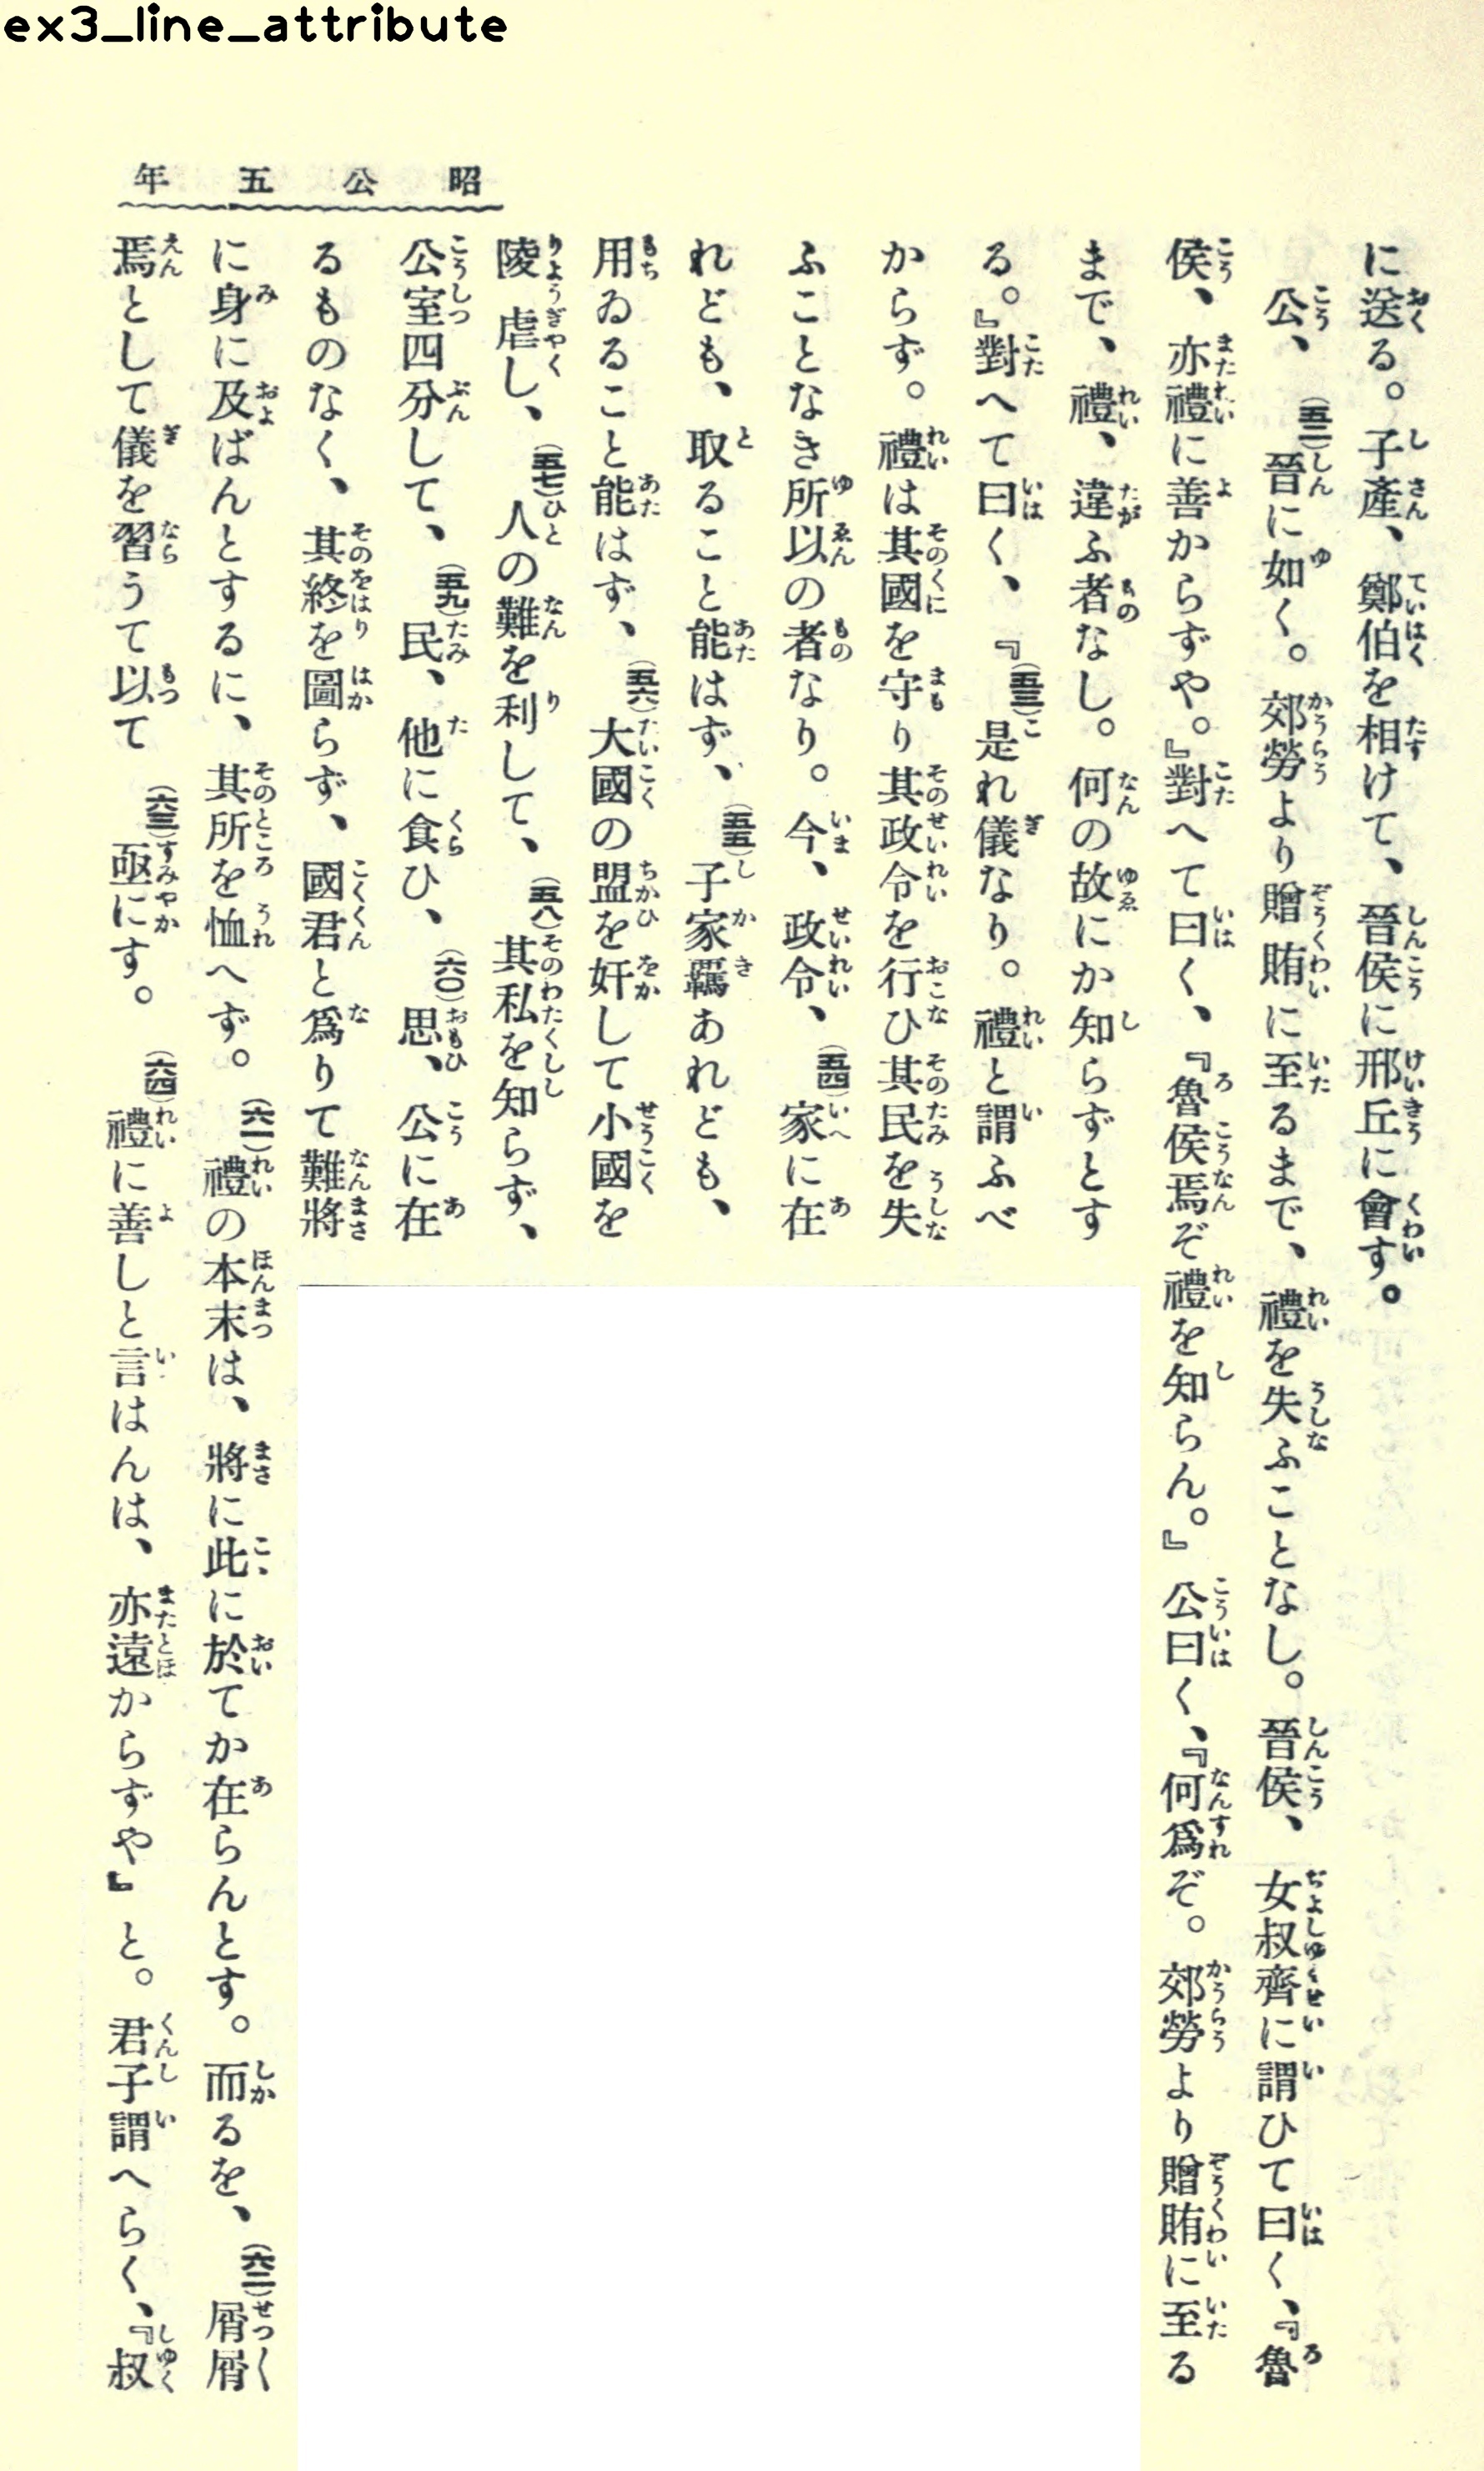 ex3_line_attribute
昭公五年
に送る。子產、鄭伯を相けて、晉侯に邢丘に會す。
公、(五二)晉に如く。郊勞より贈賄に至るまで、禮を失ふことなし。晉侯、女叔齊に謂ひて曰く、『魯
侯、亦禮に善からずや。』對へて曰く、『魯侯焉ぞ禮を知らん。』公曰く、『何爲ぞ。郊勞より贈賄に至る
まで、禮、違ふ者なし。何の故にか知らずとす
る。』對へて曰く、『(五三)是れ儀なり。禮と謂ふべ
からず。禮は其國を守り其政令を行ひ其民を失
ふことなき所以の者なり。今、政令、(五四)家に在
れども、取ること能はず、(五五)子家羈あれども、
用ゐること能はず、(五六)大國の盟を奸して小國を
陵虐し、(五七)人の難を利して、(五八)其私を知らず、
公室四分して、(五九)民、他に食ひ、(六〇)思、公に在
るものなく、其終を圖らず、國君と爲りて難將
に身に及ばんとするに、其所を恤へず。(六一)禮の本末は、將に此に於てか在らんとす。而るを、(六二)屑屑
焉として儀を習うて以て(六三)亟にす。(六四)禮に善しと言はんは、亦遠からずや』と。君子謂へらく、『叔